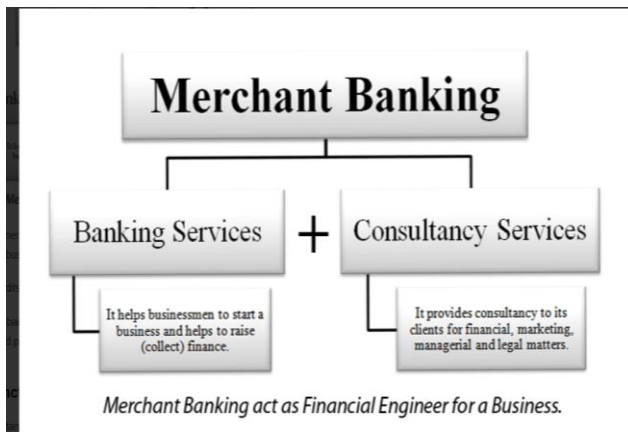 Merchant Banking
Banking Services
+
Consultancy Services
It helps businessmen to start a
business and helps to raise
(collect) finance.
It provides consultancy to its
clients for financial, marketing,
managerial and legal matters.
Merchant Banking act as Financial Engineer for a Business.